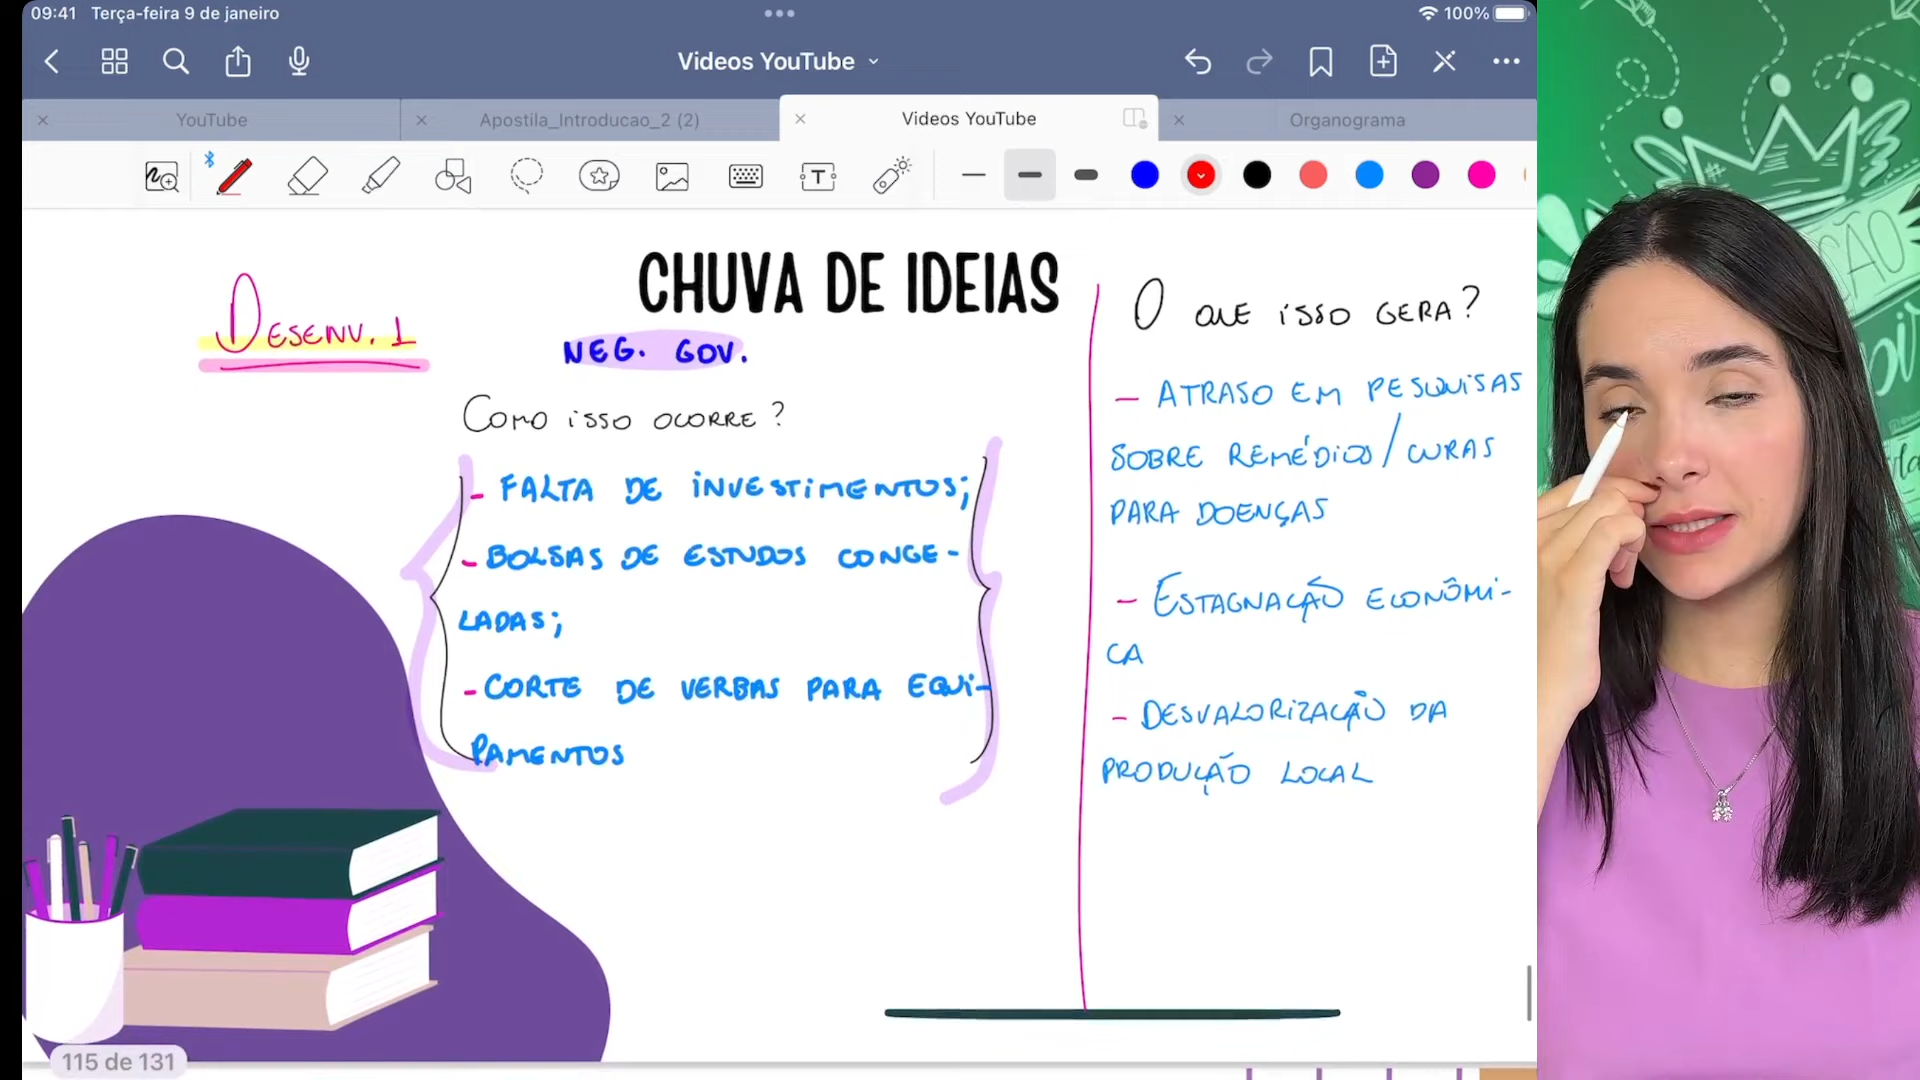 09:41 Terça-feira 9 de janeiro
100%
Videos YouTube
YouTube
Apostila_Introducao_2 (2)
Videos YouTube
Organograma
T
CHUVA DE IDEIAS
DESENV. 1
NEG. GOV.
COMO ISSO OCORRE?
- FALTA DE INVESTIMENTOS;
- BOLSAS DE ESTUDOS CONGE-
LADAS;
- CORTE DE VERBAS PARA EQUI-
PAMENTOS
O QUE ISSO GERA?
- ATRASO EM PESQUISAS
SOBRE REMÉDIOS/CURAS
PARA DOENÇAS
- ESTAGNAÇÃO ECONÔMI-
CA
- DESVALORIZAÇÃO DA
PRODUÇÃO LOCAL
115 de 131